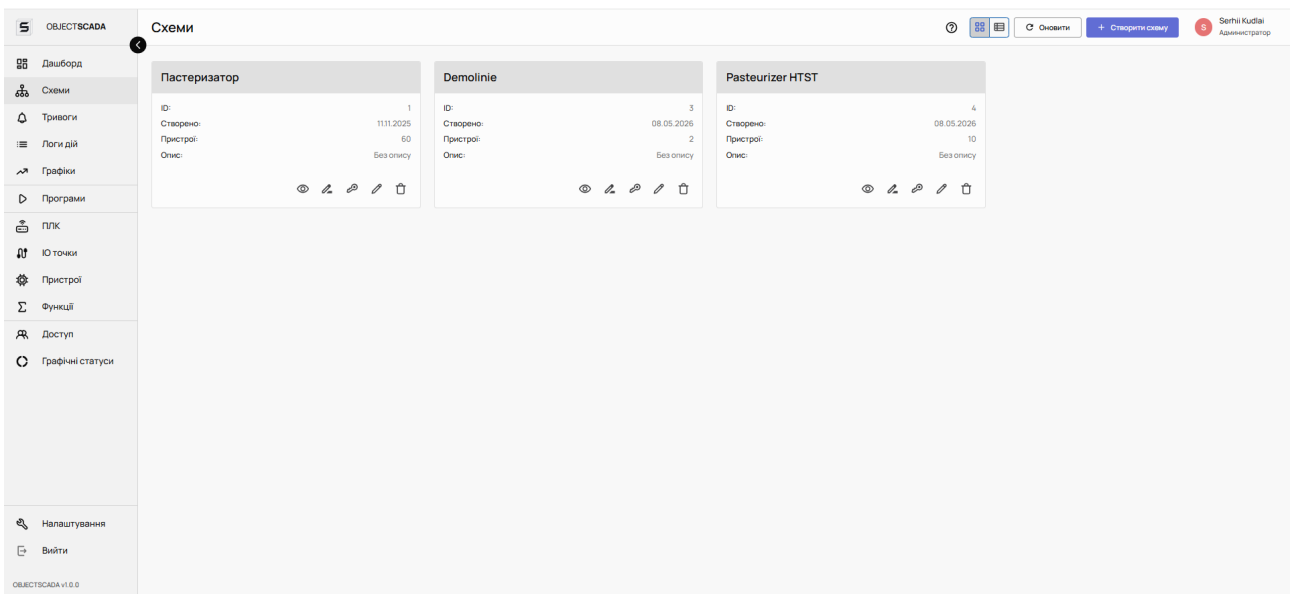 OBJECTSCADA
Схеми
Оновити
+ Створити схему
S
Serhii Kudlai
Администратор
Дашборд
Схеми
Тривоги
Логи дій
Графіки
Програми
ПЛК
IO точки
Пристрої
Функції
Доступ
Графічні статуси
Налаштування
Вийти
OBJECTSCADA v1.0.0
Пастеризатор
ID: 1
Створено: 11.11.2025
Пристрої: 60
Опис: Без опису
Demolinie
ID: 3
Створено: 08.05.2026
Пристрої: 2
Опис: Без опису
Pasteurizer HTST
ID: 4
Створено: 08.05.2026
Пристрої: 10
Опис: Без опису